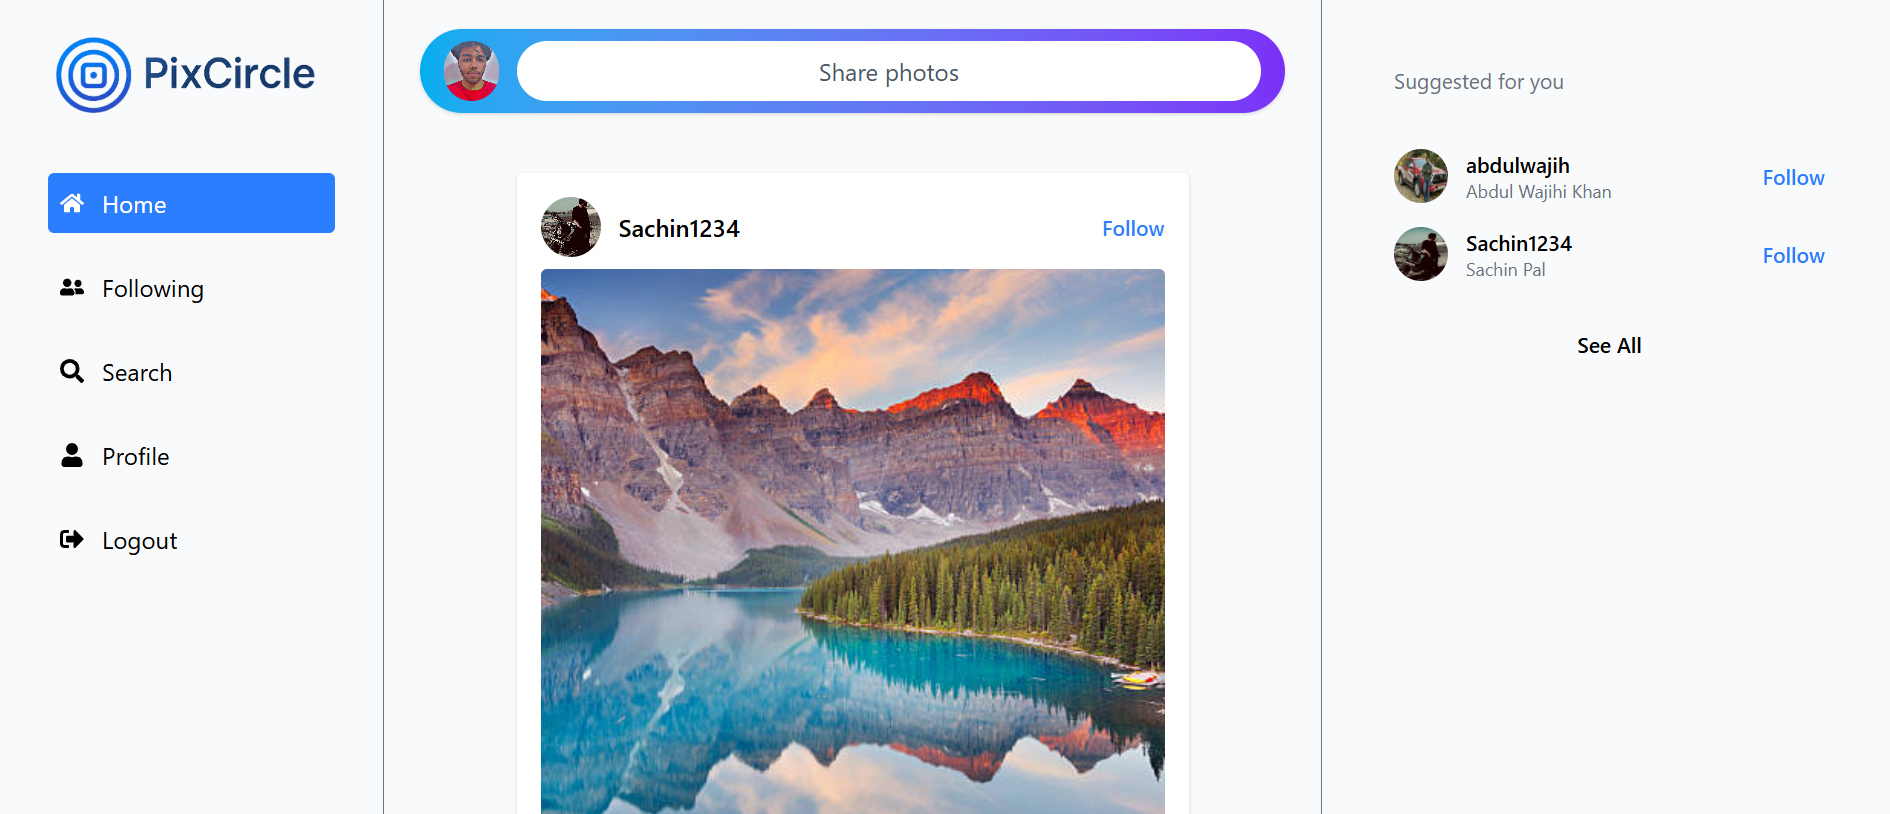 PixCircle
Home
Following
Search
Profile
Logout
Share photos
Sachin1234
Follow
Suggested for you
abdulwajih
Abdul Wajihi Khan
Follow
Sachin1234
Sachin Pal
Follow
See All